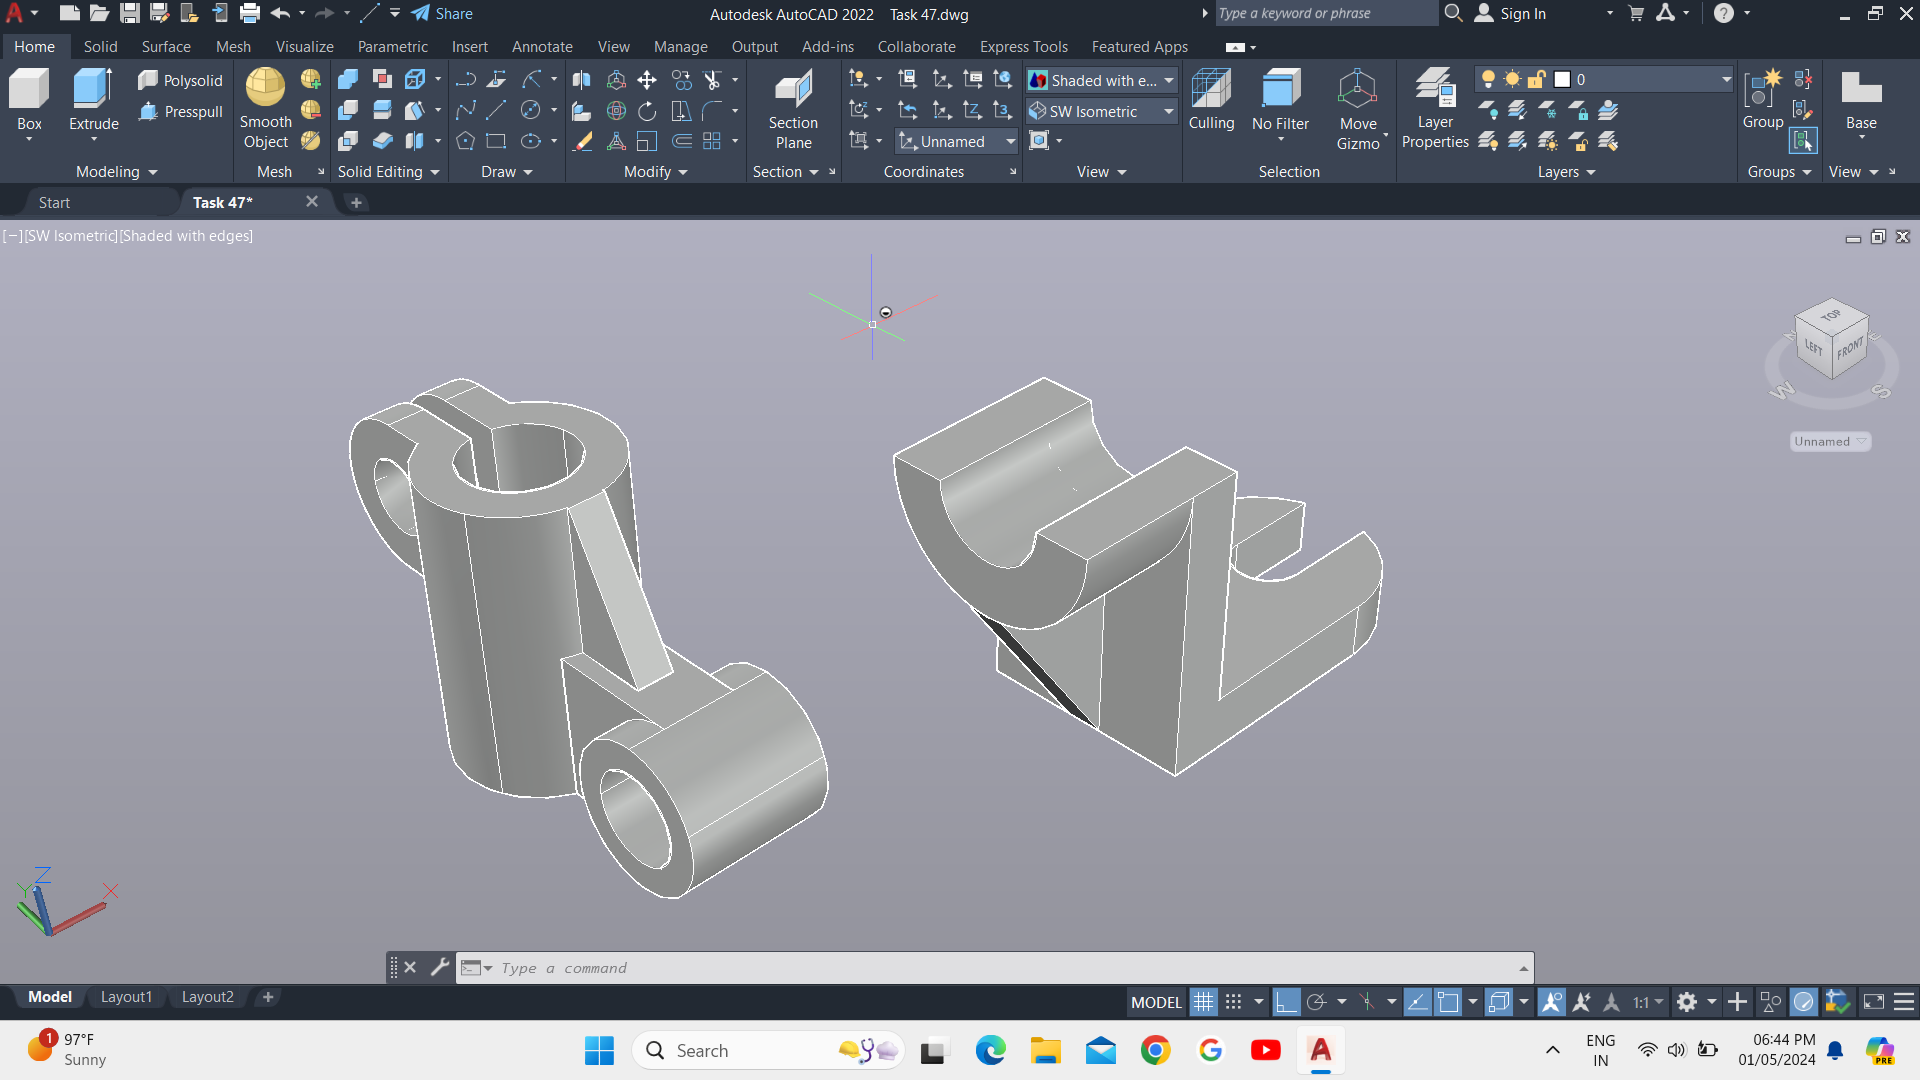 Share
Autodesk AutoCAD 2022 Task 47.dwg
Type a keyword or phrase
Sign In
Home Solid Surface Mesh Visualize Parametric Insert Annotate View Manage Output Add-ins Collaborate Express Tools Featured Apps
Box
Extrude
Polysolid
Presspull
Smooth
Object
Section
Plane
Unnamed
Shaded with e...
SW Isometric
Culling
No Filter
Move
Gizmo
Layer
Properties
0
Group
Base
Modeling Mesh Solid Editing Draw Modify Section Coordinates View Selection Layers Groups View
Start Task 47*
[−][SW Isometric][Shaded with edges]
TOP
LEFT FRONT
W S
Unnamed
Z
Y X
Type a command
Model Layout1 Layout2
MODEL
1:1
1
97°F
Sunny
Search
ENG
IN
06:44 PM
01/05/2024
PRE